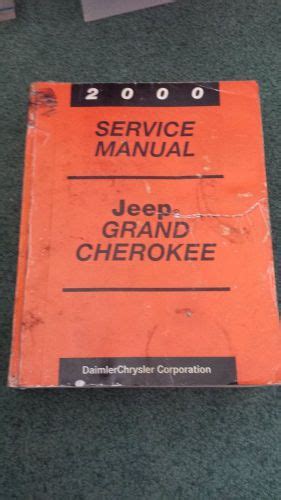 2000
SERVICE
MANUAL
Jeep®
GRAND
CHEROKEE
DaimlerChrysler Corporation